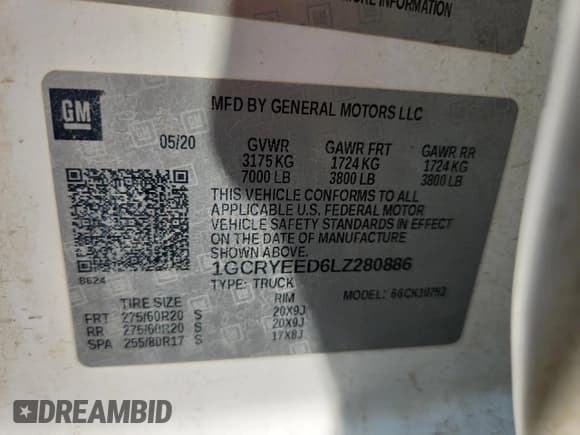 MORE INFORMATION
GM
MFD BY GENERAL MOTORS LLC
05/20 GVWR GAWR FRT GAWR RR
3175 KG 1724 KG 1724 KG
7000 LB 3800 LB 3800 LB
THIS VEHICLE CONFORMS TO ALL
APPLICABLE U.S. FEDERAL MOTOR
VEHICLE SAFETY STANDARDS IN EFFECT
ON THE DATE OF MANUFACTURE
SHOWN ABOVE.
8624
1GCRYEED6LZ280886
TYPE: TRUCK MODEL: 66CK10753
TIRE SIZE RIM
FRT 275/60R20 S 20X9J
RR 275/60R20 S 20X9J
SPA 255/80R17 S 17X8J
DREAMBID